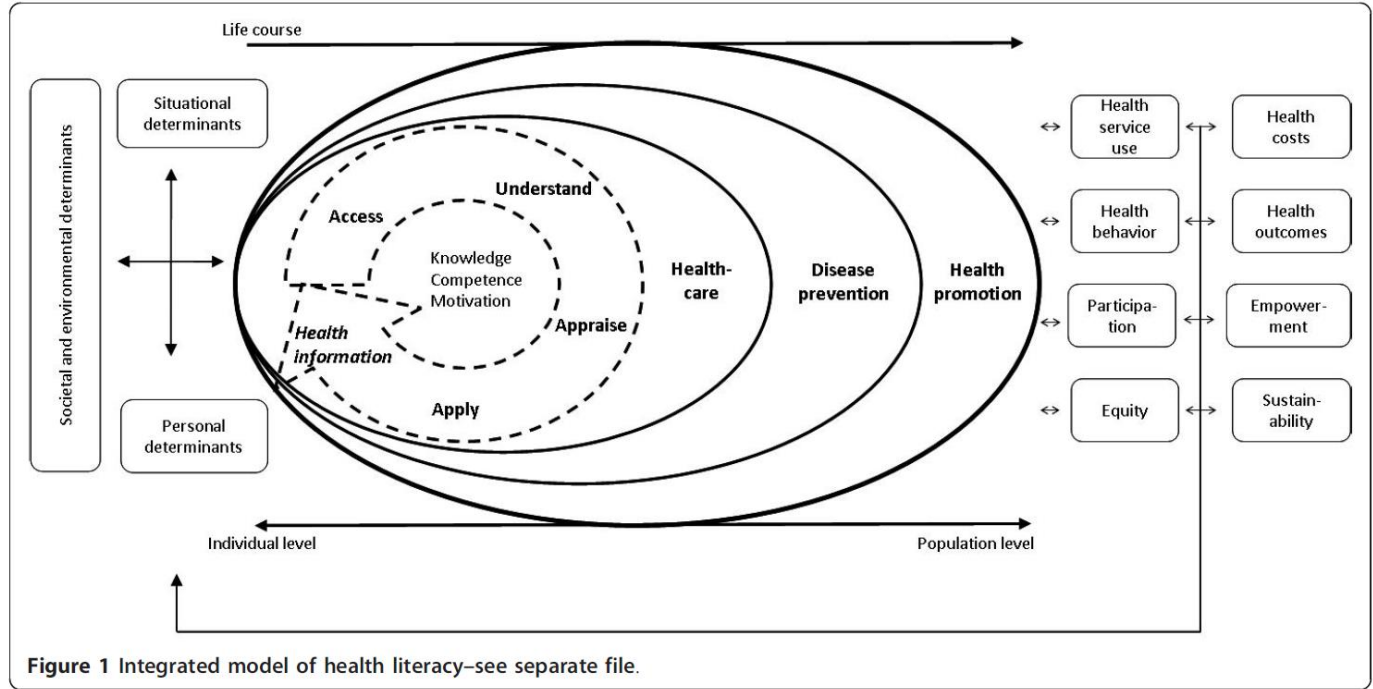 Life course
Societal and environmental determinants
Situational
determinants
Personal
determinants
Access
Understand
Knowledge
Competence
Motivation
Health
information
Appraise
Apply
Health-
care
Disease
prevention
Health
promotion
Individual level
Population level
Health
service
use
Health
costs
Health
behavior
Health
outcomes
Participa-
tion
Empower-
ment
Equity
Sustain-
ability
Figure 1 Integrated model of health literacy–see separate file.